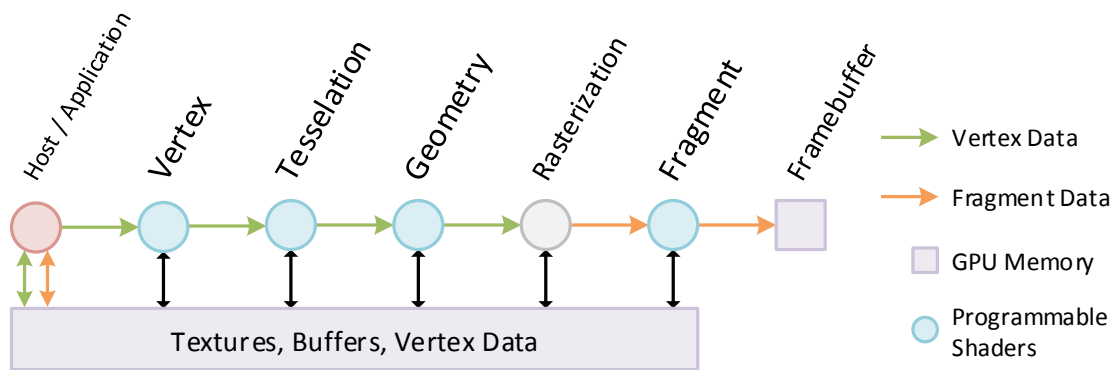 Host / Application
Vertex
Tesselation
Geometry
Rasterization
Fragment
Framebuffer
Vertex Data
Fragment Data
GPU Memory
Programmable
Shaders
Textures, Buffers, Vertex Data